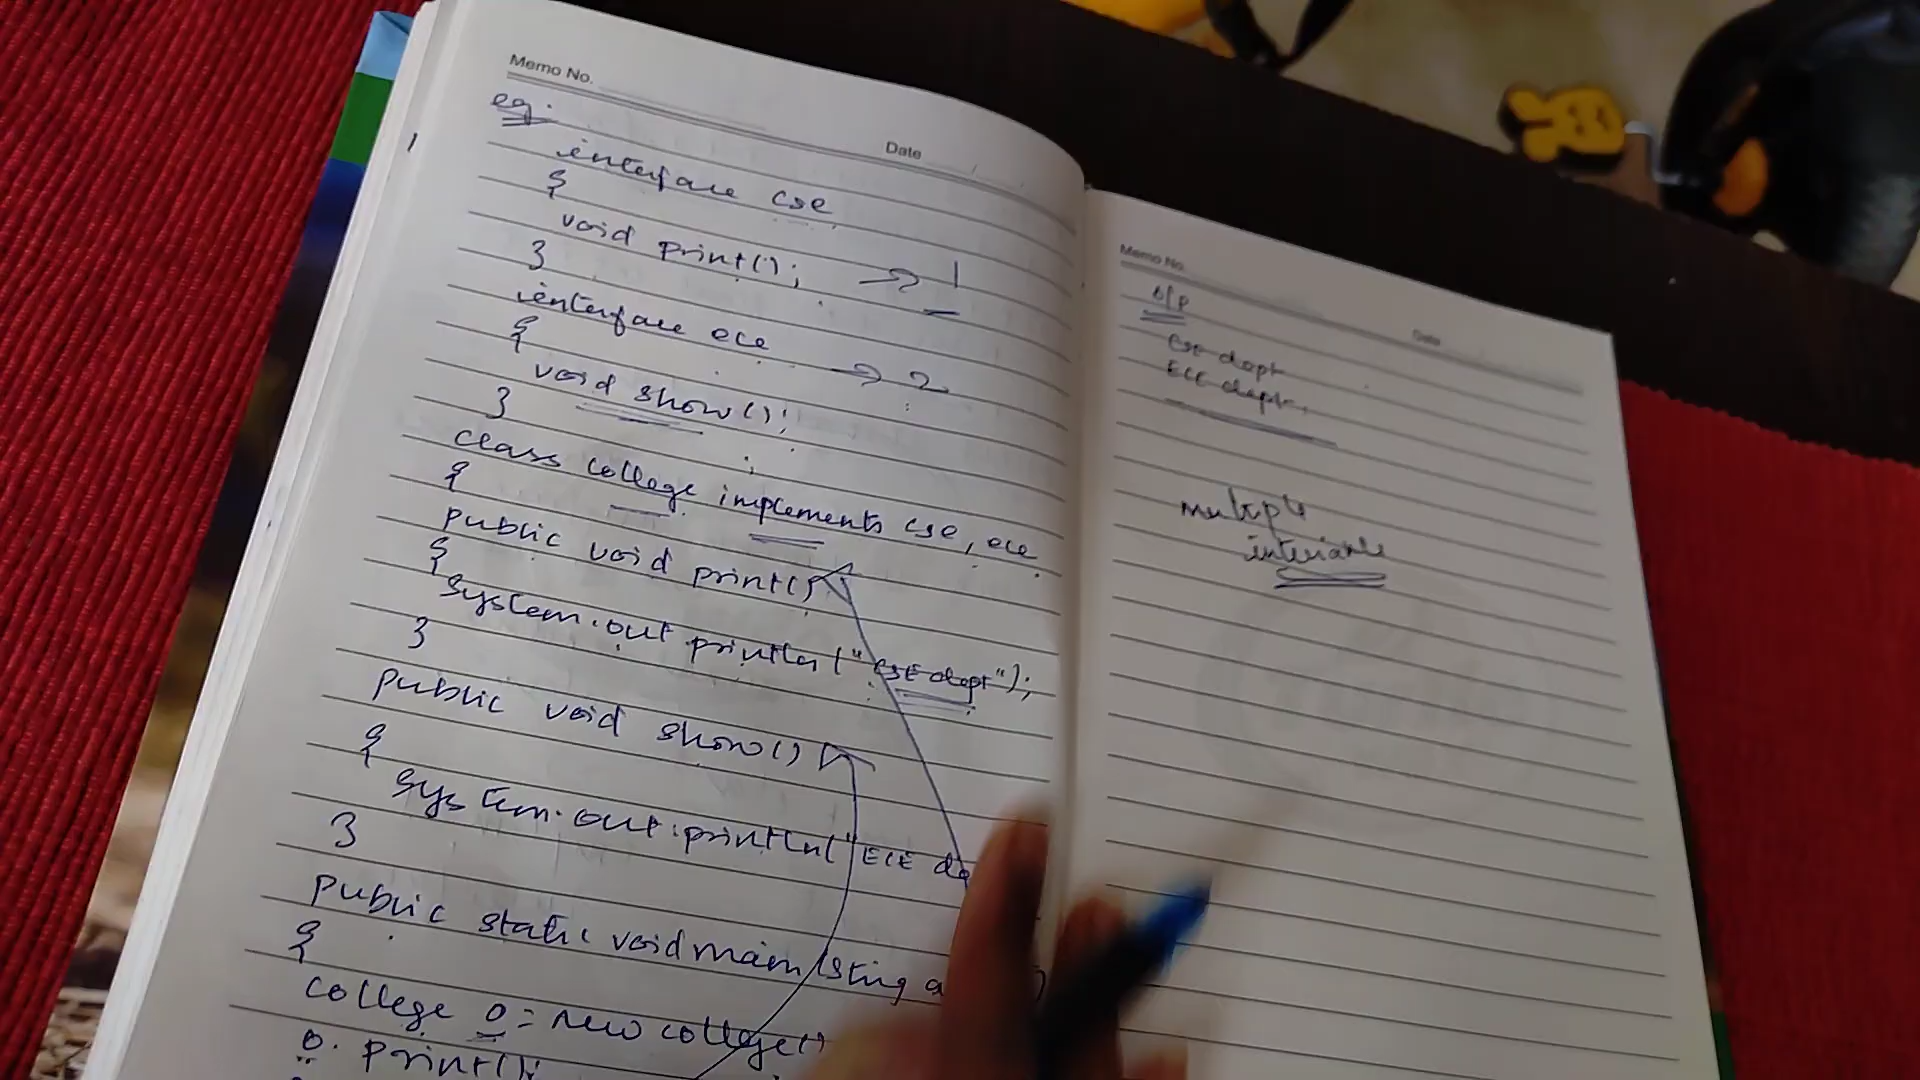 Memo No.
Date
eg:
interface cse
{
void print(); → 1
}
interface ece
{ → 2
void show();
}
class college implements cse, ece
{
public void print()
{
System.out.println("CSE dept");
}
public void show()
{
System.out.println("ECE de
}
public static void main(String a
{
college o = new college()
o. print();
Memo No.
Date
o/p
CSE dept
ECE dept.
multiple